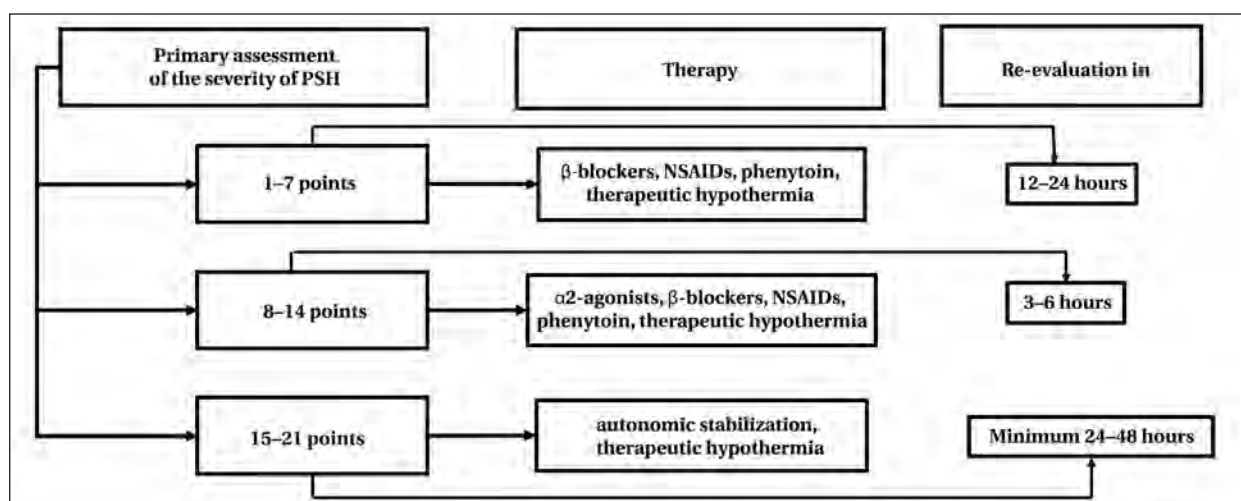 Primary assessment
of the severity of PSH
Therapy
Re-evaluation in
1–7 points
β-blockers, NSAIDs, phenytoin,
therapeutic hypothermia
12–24 hours
8–14 points
α2-agonists, β-blockers, NSAIDs,
phenytoin, therapeutic hypothermia
3–6 hours
15–21 points
autonomic stabilization,
therapeutic hypothermia
Minimum 24–48 hours